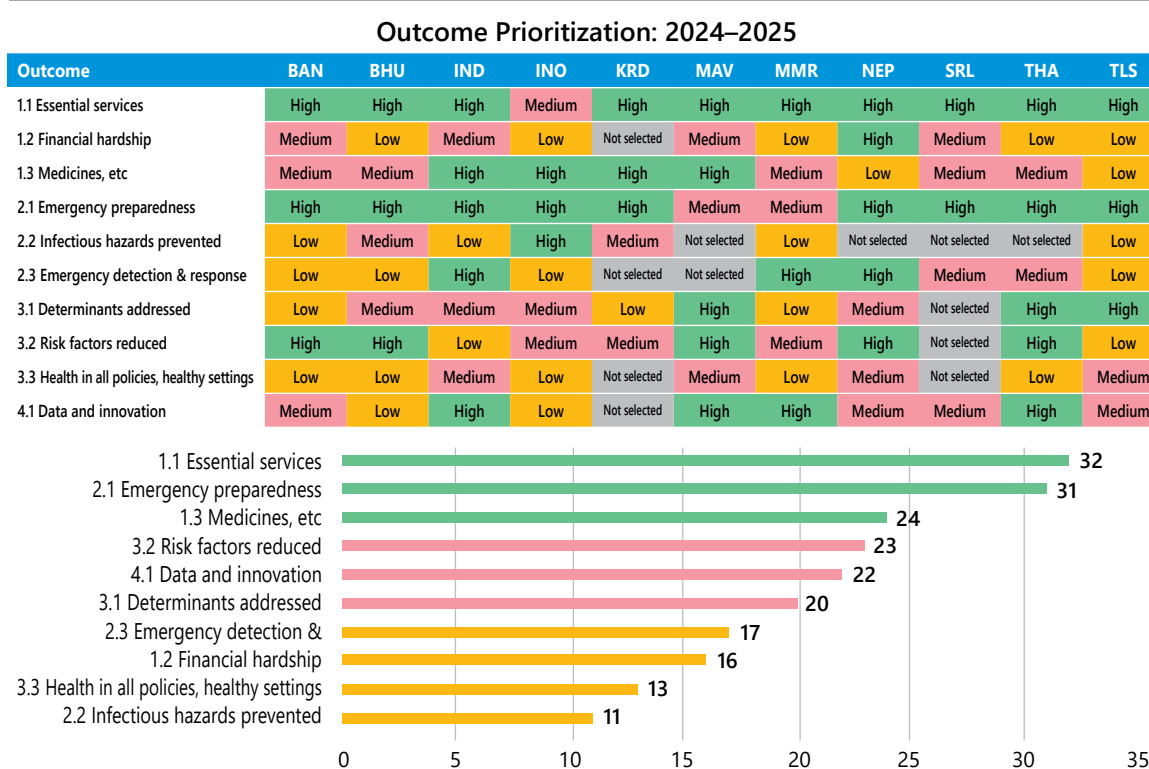 Outcome Prioritization: 2024–2025
Outcome BAN BHU IND INO KRD MAV MMR NEP SRL THA TLS
1.1 Essential services High High High Medium High High High High High High High
1.2 Financial hardship Medium Low Medium Low Not selected Medium Low High Medium Low Low
1.3 Medicines, etc Medium Medium High High High High Medium Low Medium Medium Low
2.1 Emergency preparedness High High High High High Medium Medium High High High High
2.2 Infectious hazards prevented Low Medium Low High Medium Not selected Low Not selected Not selected Not selected Low
2.3 Emergency detection & response Low Low High Low Not selected Not selected High High Medium Medium Low
3.1 Determinants addressed Low Medium Medium Medium Low High Low Medium Not selected High High
3.2 Risk factors reduced High High Low Medium Medium High Medium High Not selected High Low
3.3 Health in all policies, healthy settings Low Low Medium Low Not selected Medium Low Medium Not selected Low Medium
4.1 Data and innovation Medium Low High Low Not selected High High Medium Medium High Medium
1.1 Essential services 32
2.1 Emergency preparedness 31
1.3 Medicines, etc 24
3.2 Risk factors reduced 23
4.1 Data and innovation 22
3.1 Determinants addressed 20
2.3 Emergency detection & 17
1.2 Financial hardship 16
3.3 Health in all policies, healthy settings 13
2.2 Infectious hazards prevented 11
0 5 10 15 20 25 30 35